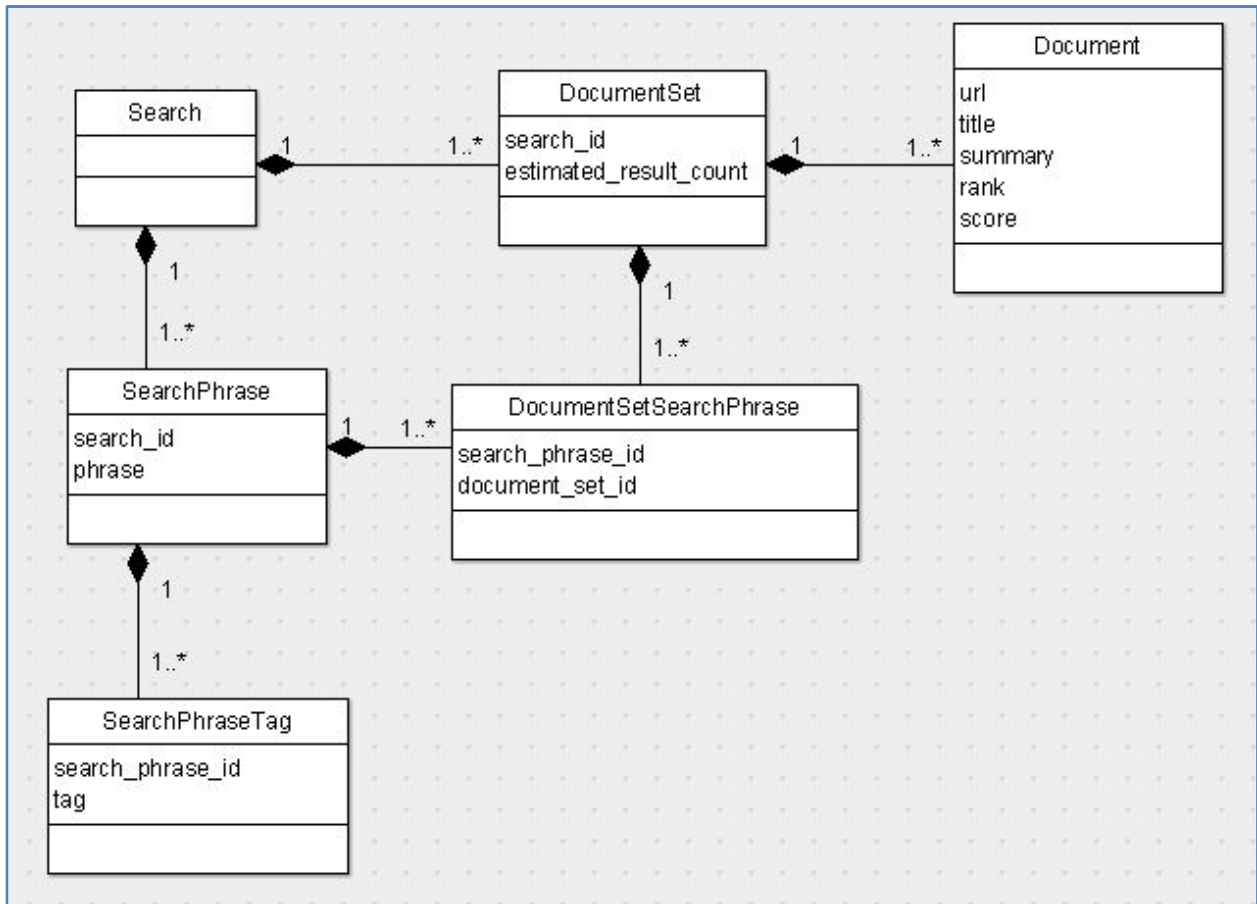 Document
url
title
summary
rank
score
DocumentSet
search_id
estimated_result_count
Search
1
1..*
1
1..*
1
1..*
1
1..*
SearchPhrase
search_id
phrase
1
1..*
DocumentSetSearchPhrase
search_phrase_id
document_set_id
1
1..*
SearchPhraseTag
search_phrase_id
tag